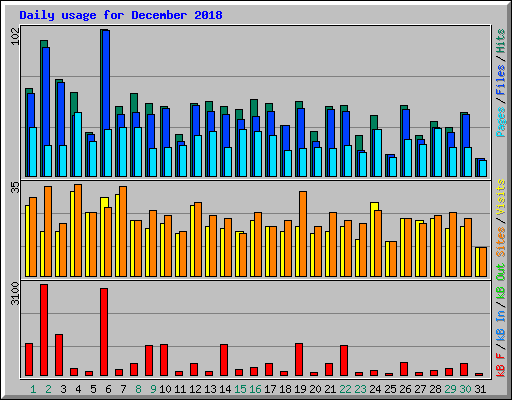 Daily usage for December 2018
102
Pages / Files / Hits
35
Sites / Visits
3100
kB F / kB In / kB Out
1 2 3 4 5 6 7 8 9 10 11 12 13 14 15 16 17 18 19 20 21 22 23 24 25 26 27 28 29 30 31